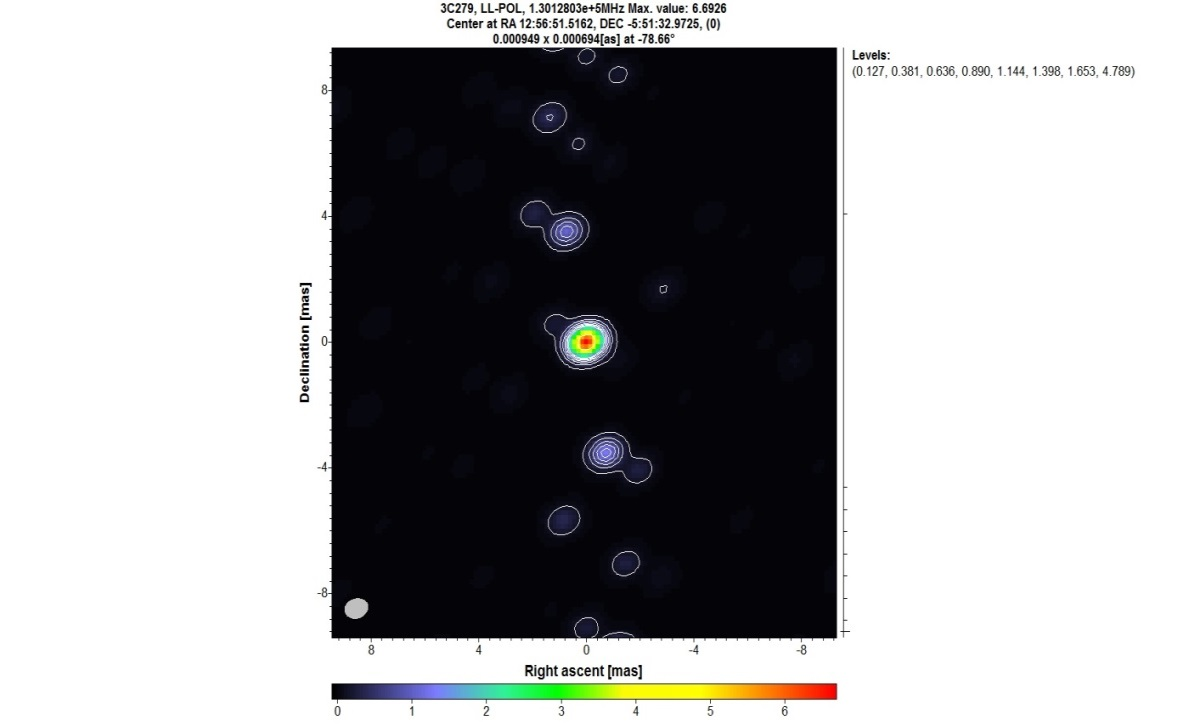 3C279, LL-POL, 1.3012803e+5MHz Max. value: 6.6926
Center at RA 12:56:51.5162, DEC -5:51:32.9725, (0)
0.000949 x 0.000694[as] at -78.66°
Levels:
(0.127, 0.381, 0.636, 0.890, 1.144, 1.398, 1.653, 4.789)
8
4
0
-4
-8
Declination [mas]
8 4 0 -4 -8
Right ascent [mas]
0 1 2 3 4 5 6